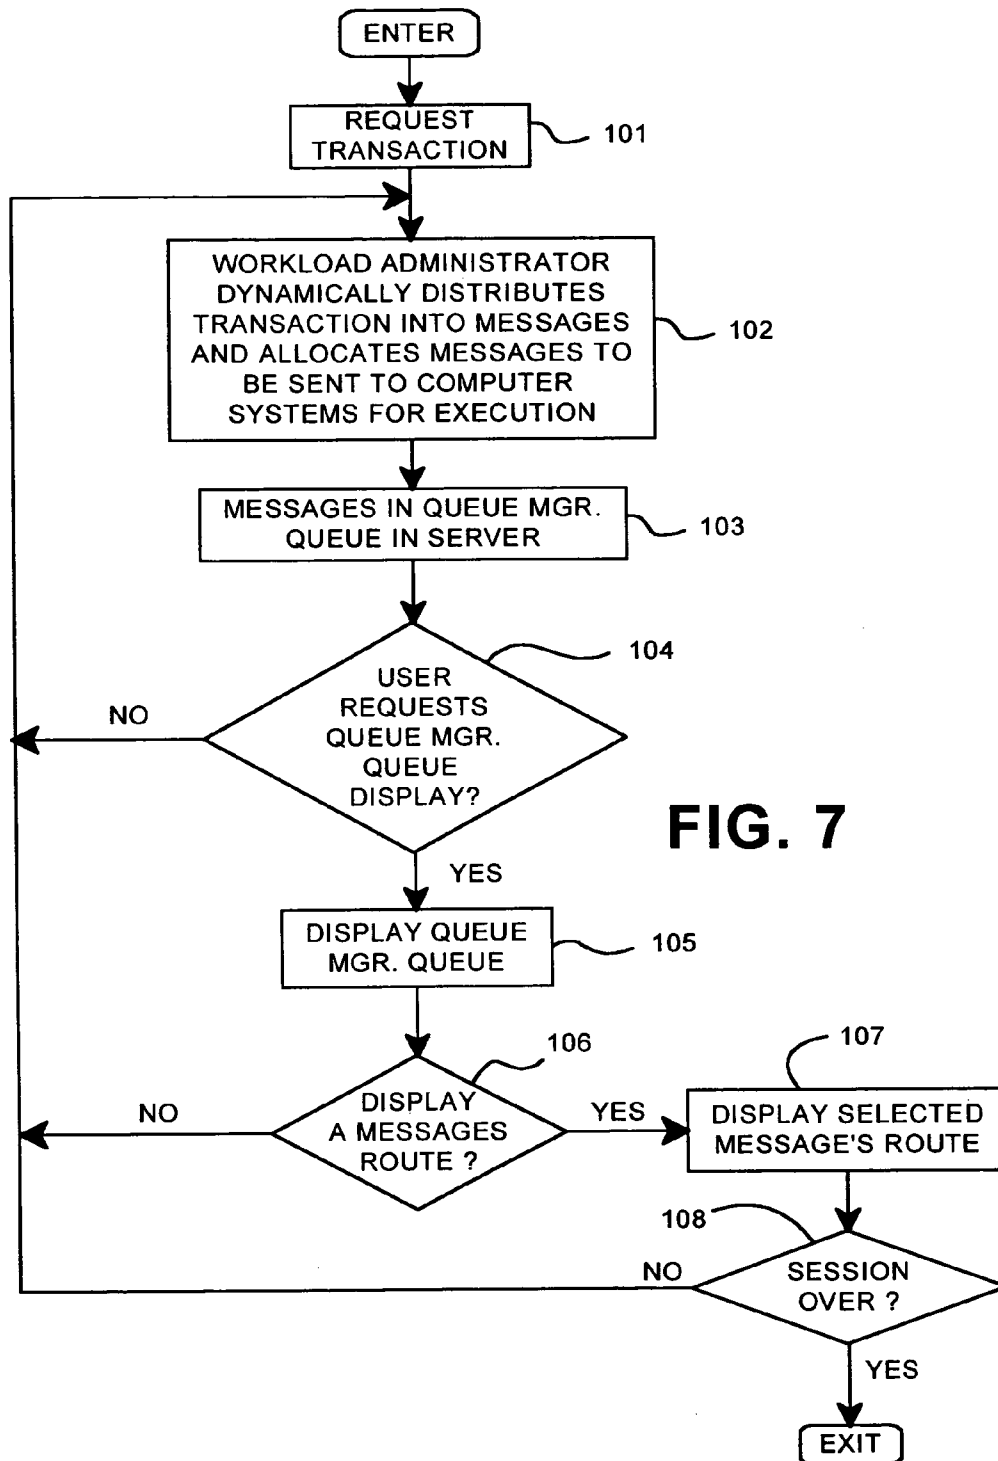 ENTER
REQUEST
TRANSACTION
101
WORKLOAD ADMINISTRATOR
DYNAMICALLY DISTRIBUTES
TRANSACTION INTO MESSAGES
AND ALLOCATES MESSAGES TO
BE SENT TO COMPUTER
SYSTEMS FOR EXECUTION
102
MESSAGES IN QUEUE MGR.
QUEUE IN SERVER
103
104
USER
REQUESTS
QUEUE MGR.
QUEUE
DISPLAY?
NO
FIG. 7
YES
DISPLAY QUEUE
MGR. QUEUE
105
106
DISPLAY
A MESSAGES
ROUTE ?
NO
YES
107
DISPLAY SELECTED
MESSAGE'S ROUTE
108
SESSION
OVER ?
NO
YES
EXIT